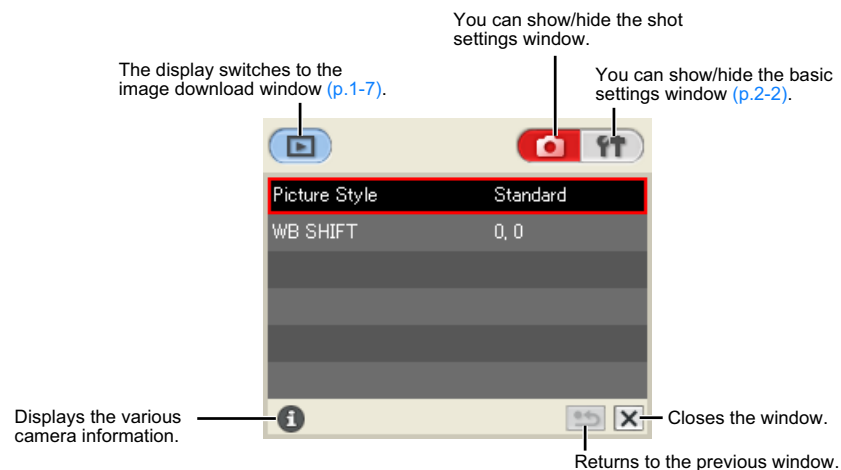 You can show/hide the shot
settings window.
The display switches to the
image download window (p.1-7).
You can show/hide the basic
settings window (p.2-2).
Picture Style Standard
WB SHIFT 0, 0
Displays the various
camera information.
Closes the window.
Returns to the previous window.